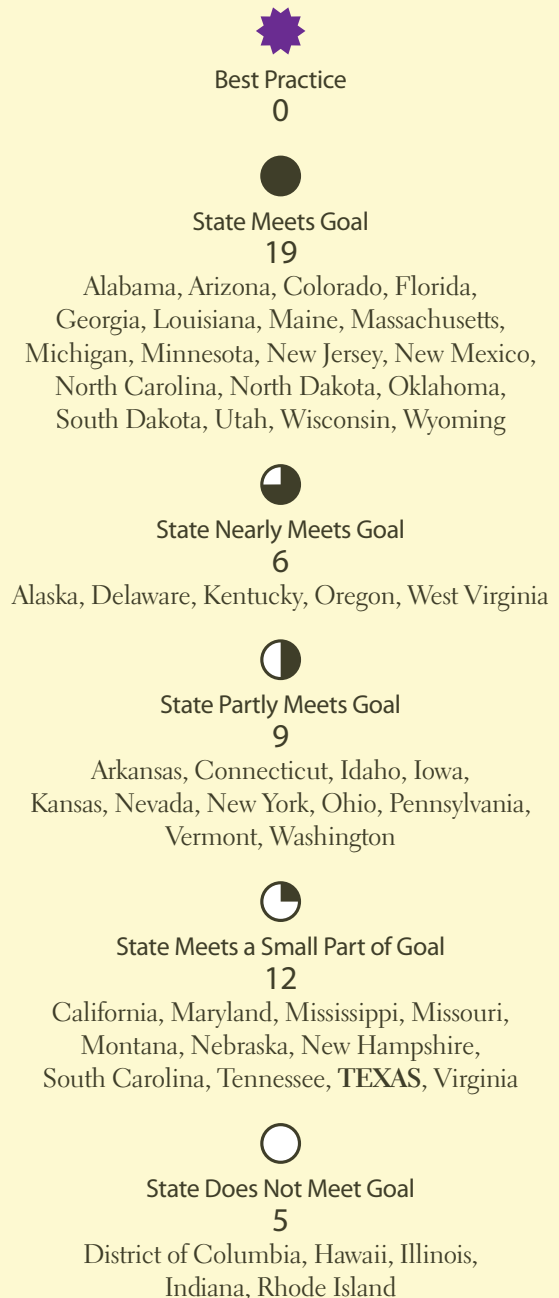 Best Practice
0
State Meets Goal
19
Alabama, Arizona, Colorado, Florida,
Georgia, Louisiana, Maine, Massachusetts,
Michigan, Minnesota, New Jersey, New Mexico,
North Carolina, North Dakota, Oklahoma,
South Dakota, Utah, Wisconsin, Wyoming
State Nearly Meets Goal
6
Alaska, Delaware, Kentucky, Oregon, West Virginia
State Partly Meets Goal
9
Arkansas, Connecticut, Idaho, Iowa,
Kansas, Nevada, New York, Ohio, Pennsylvania,
Vermont, Washington
State Meets a Small Part of Goal
12
California, Maryland, Mississippi, Missouri,
Montana, Nebraska, New Hampshire,
South Carolina, Tennessee, TEXAS, Virginia
State Does Not Meet Goal
5
District of Columbia, Hawaii, Illinois,
Indiana, Rhode Island